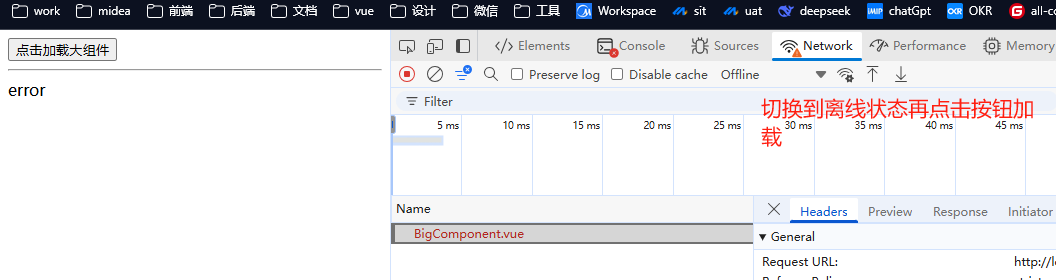 work midea 前端 后端 文档 vue 设计 微信 工具 Workspace sit uat deepseek chatGpt OKR
点击加载大组件
error
Elements Console Sources Network Performance Memory
Preserve log Disable cache Offline
Filter
切换到离线状态再点击按钮加
载
5 ms 10 ms 15 ms 20 ms 25 ms 30 ms 35 ms 40 ms 45 ms
Name
Headers Preview Response Initiator
BigComponent.vue
General
Request URL: